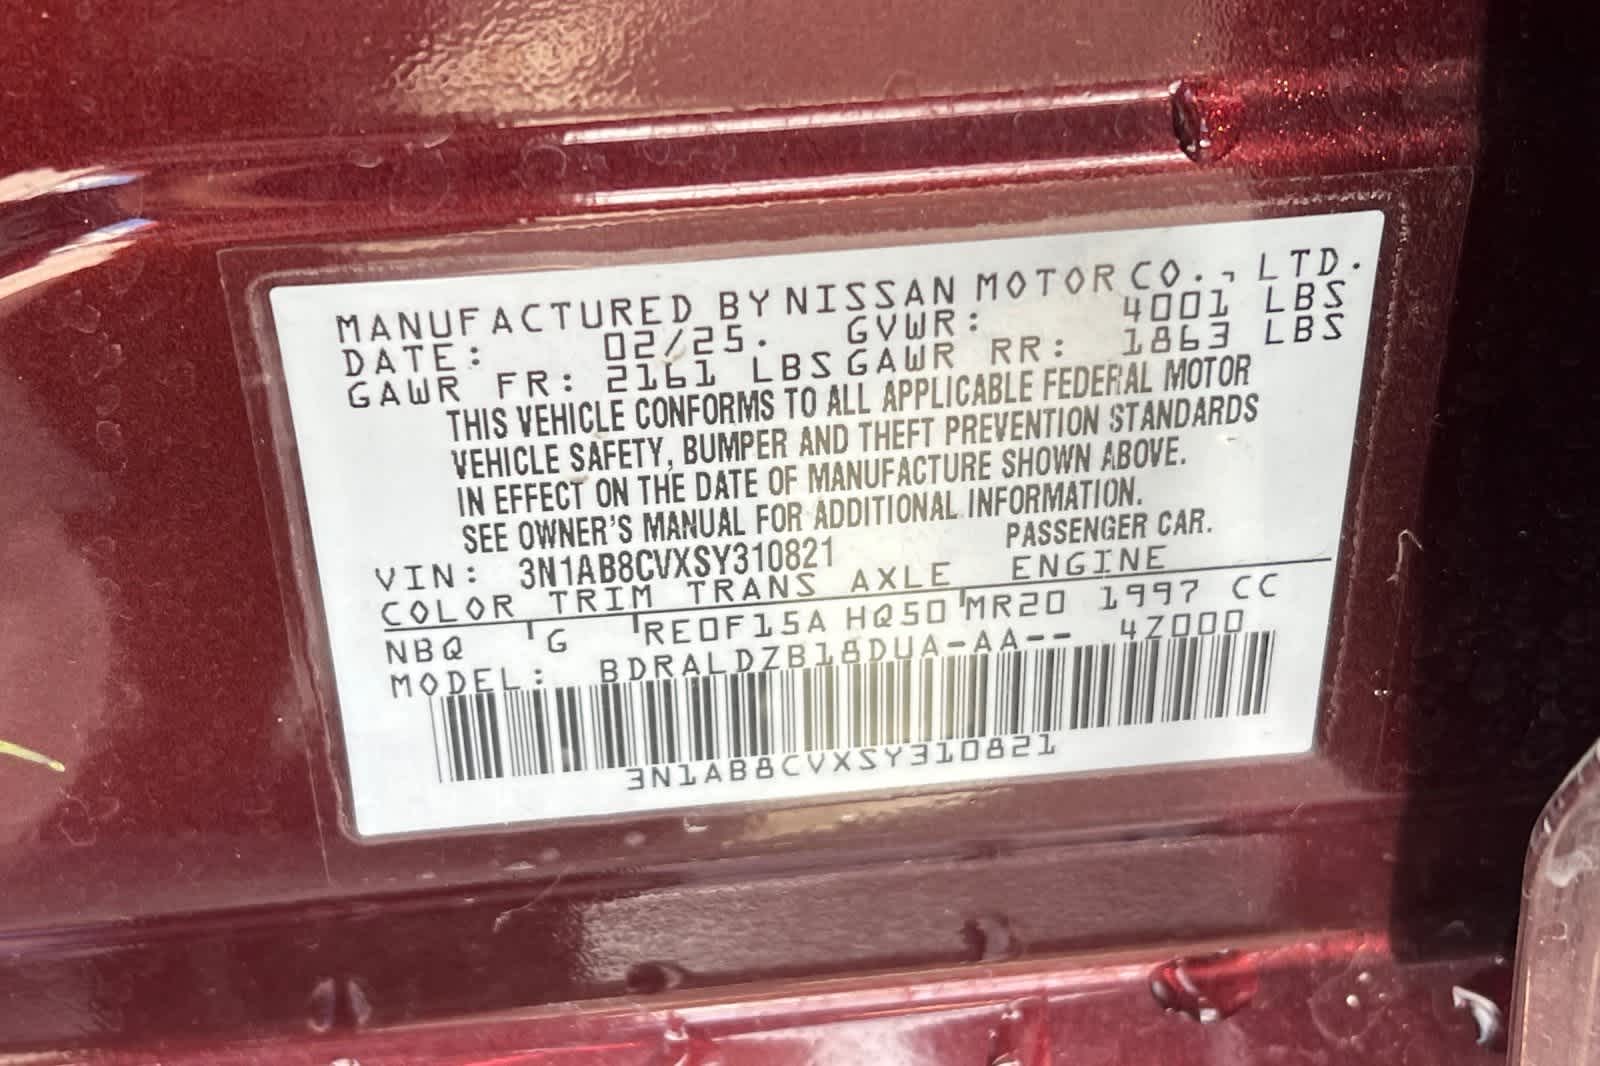 MANUFACTURED BY NISSAN MOTOR CO., LTD.
DATE: 02/25. GVWR: 4001 LBS
GAWR FR: 2161 LBS GAWR RR: 1863 LBS
THIS VEHICLE CONFORMS TO ALL APPLICABLE FEDERAL MOTOR
VEHICLE SAFETY, BUMPER AND THEFT PREVENTION STANDARDS
IN EFFECT ON THE DATE OF MANUFACTURE SHOWN ABOVE.
SEE OWNER'S MANUAL FOR ADDITIONAL INFORMATION.
VIN: 3N1AB8CVXSY310821 PASSENGER CAR.
COLOR TRIM TRANS AXLE ENGINE
NBQ G RE0F15A HQ50 MR20 1997 CC
MODEL: BDRALDZB18DUA-AA-- 4Z000
3N1AB8CVXSY310821